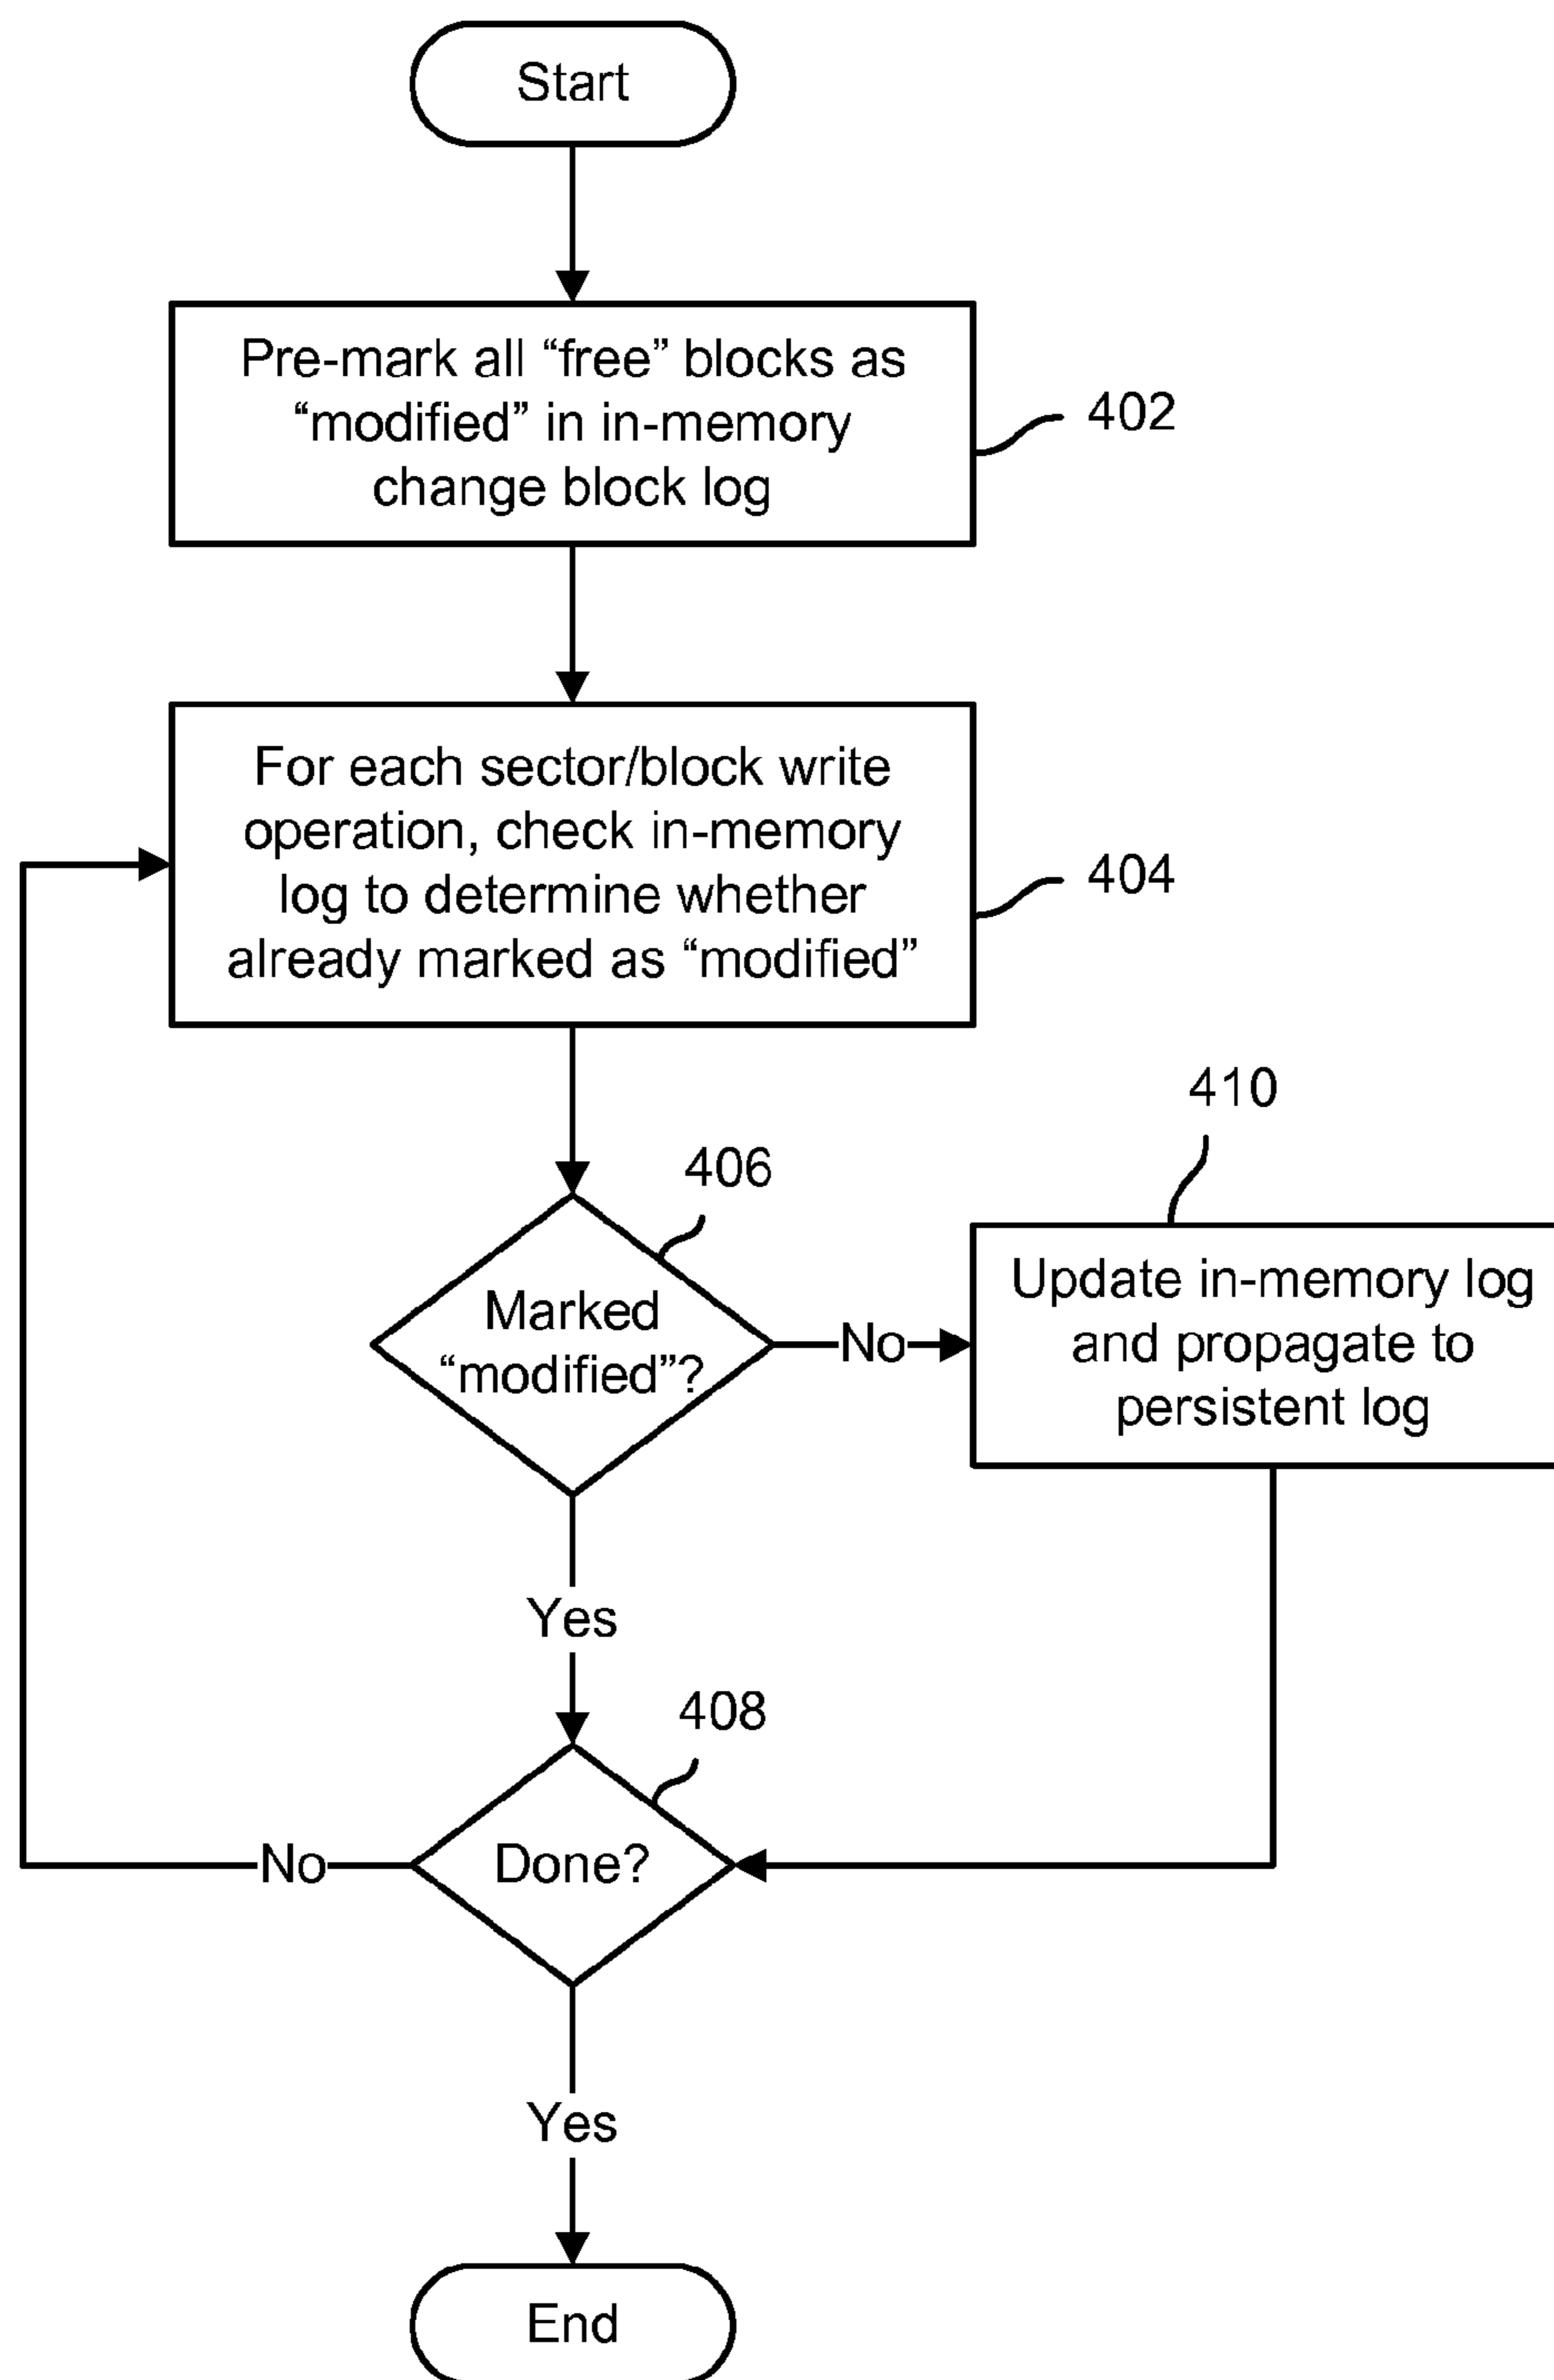 Start
Pre-mark all “free” blocks as
“modified” in in-memory
change block log
402
For each sector/block write
operation, check in-memory
log to determine whether
already marked as “modified”
404
406
Marked
“modified”?
No
410
Update in-memory log
and propagate to
persistent log
Yes
408
Done?
No
Yes
End